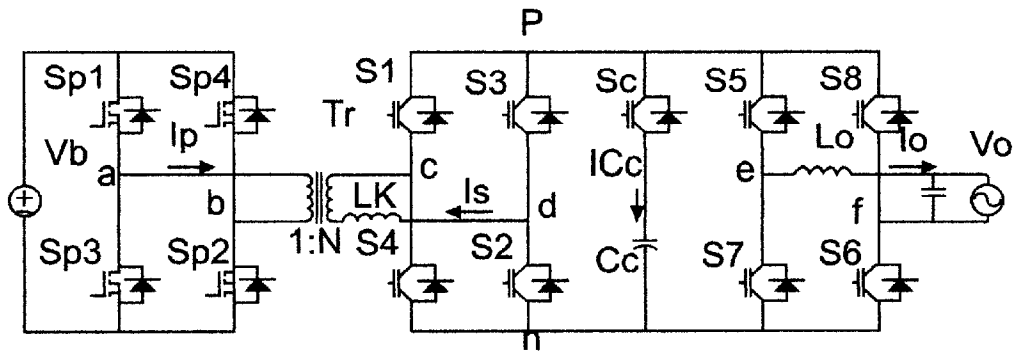 P
Sp1 Sp4 S1 S3 Sc S5 S8
Tr Lo Io Vo
Vb Ip
a c ICc e
b LK Is d f
1:N S4 S2 Cc S7 S6
Sp3 Sp2
n